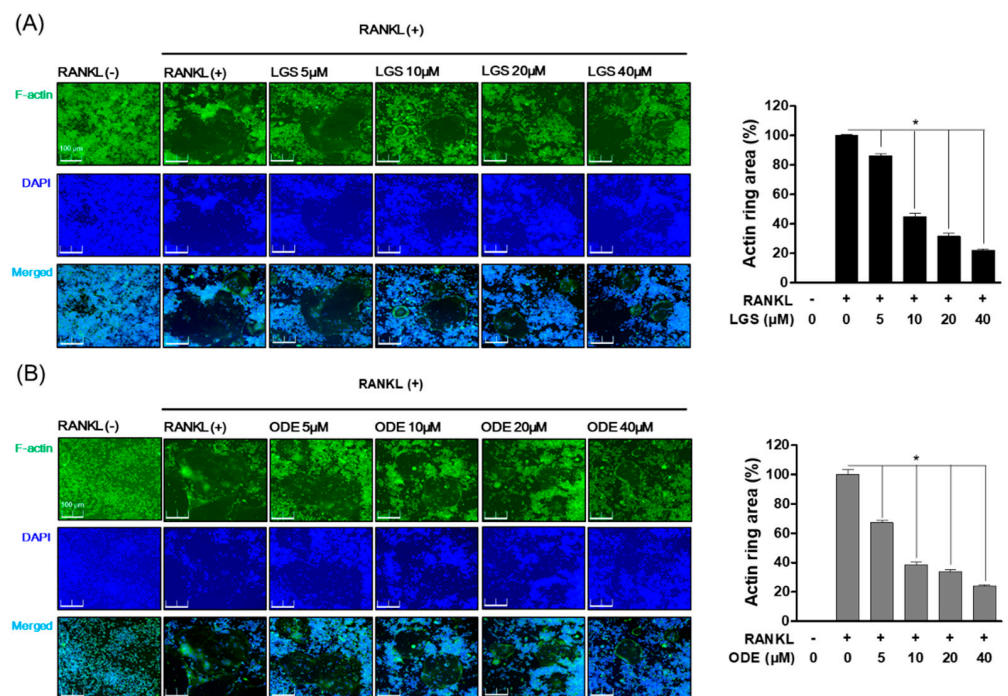 (A)
RANKL(+)
RANKL(-) RANKL(+) LGS 5μM LGS 10μM LGS 20μM LGS 40μM
F-actin
100 μm
DAPI
Merged
Actin ring area (%)
120
100
80
60
40
20
0
*
RANKL - + + + + +
LGS (μM) 0 0 5 10 20 40
(B)
RANKL (+)
RANKL(-) RANKL(+) ODE 5μM ODE 10μM ODE 20μM ODE 40μM
F-actin
100 μm
DAPI
Merged
Actin ring area (%)
120
100
80
60
40
20
0
*
RANKL - + + + + +
ODE (μM) 0 0 5 10 20 40